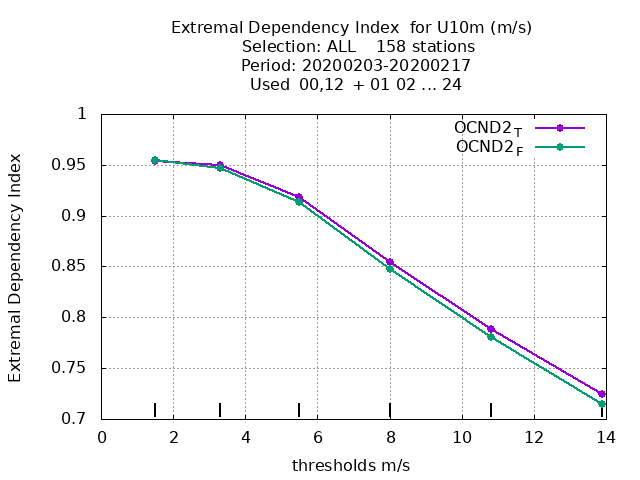 Extremal Dependency Index  for U10m (m/s)
Selection: ALL    158 stations
Period: 20200203-20200217
Used  00,12  + 01 02 ... 24
Extremal Dependency Index
1
0.95
0.9
0.85
0.8
0.75
0.7
OCND2T
OCND2F
0 2 4 6 8 10 12 14
thresholds m/s